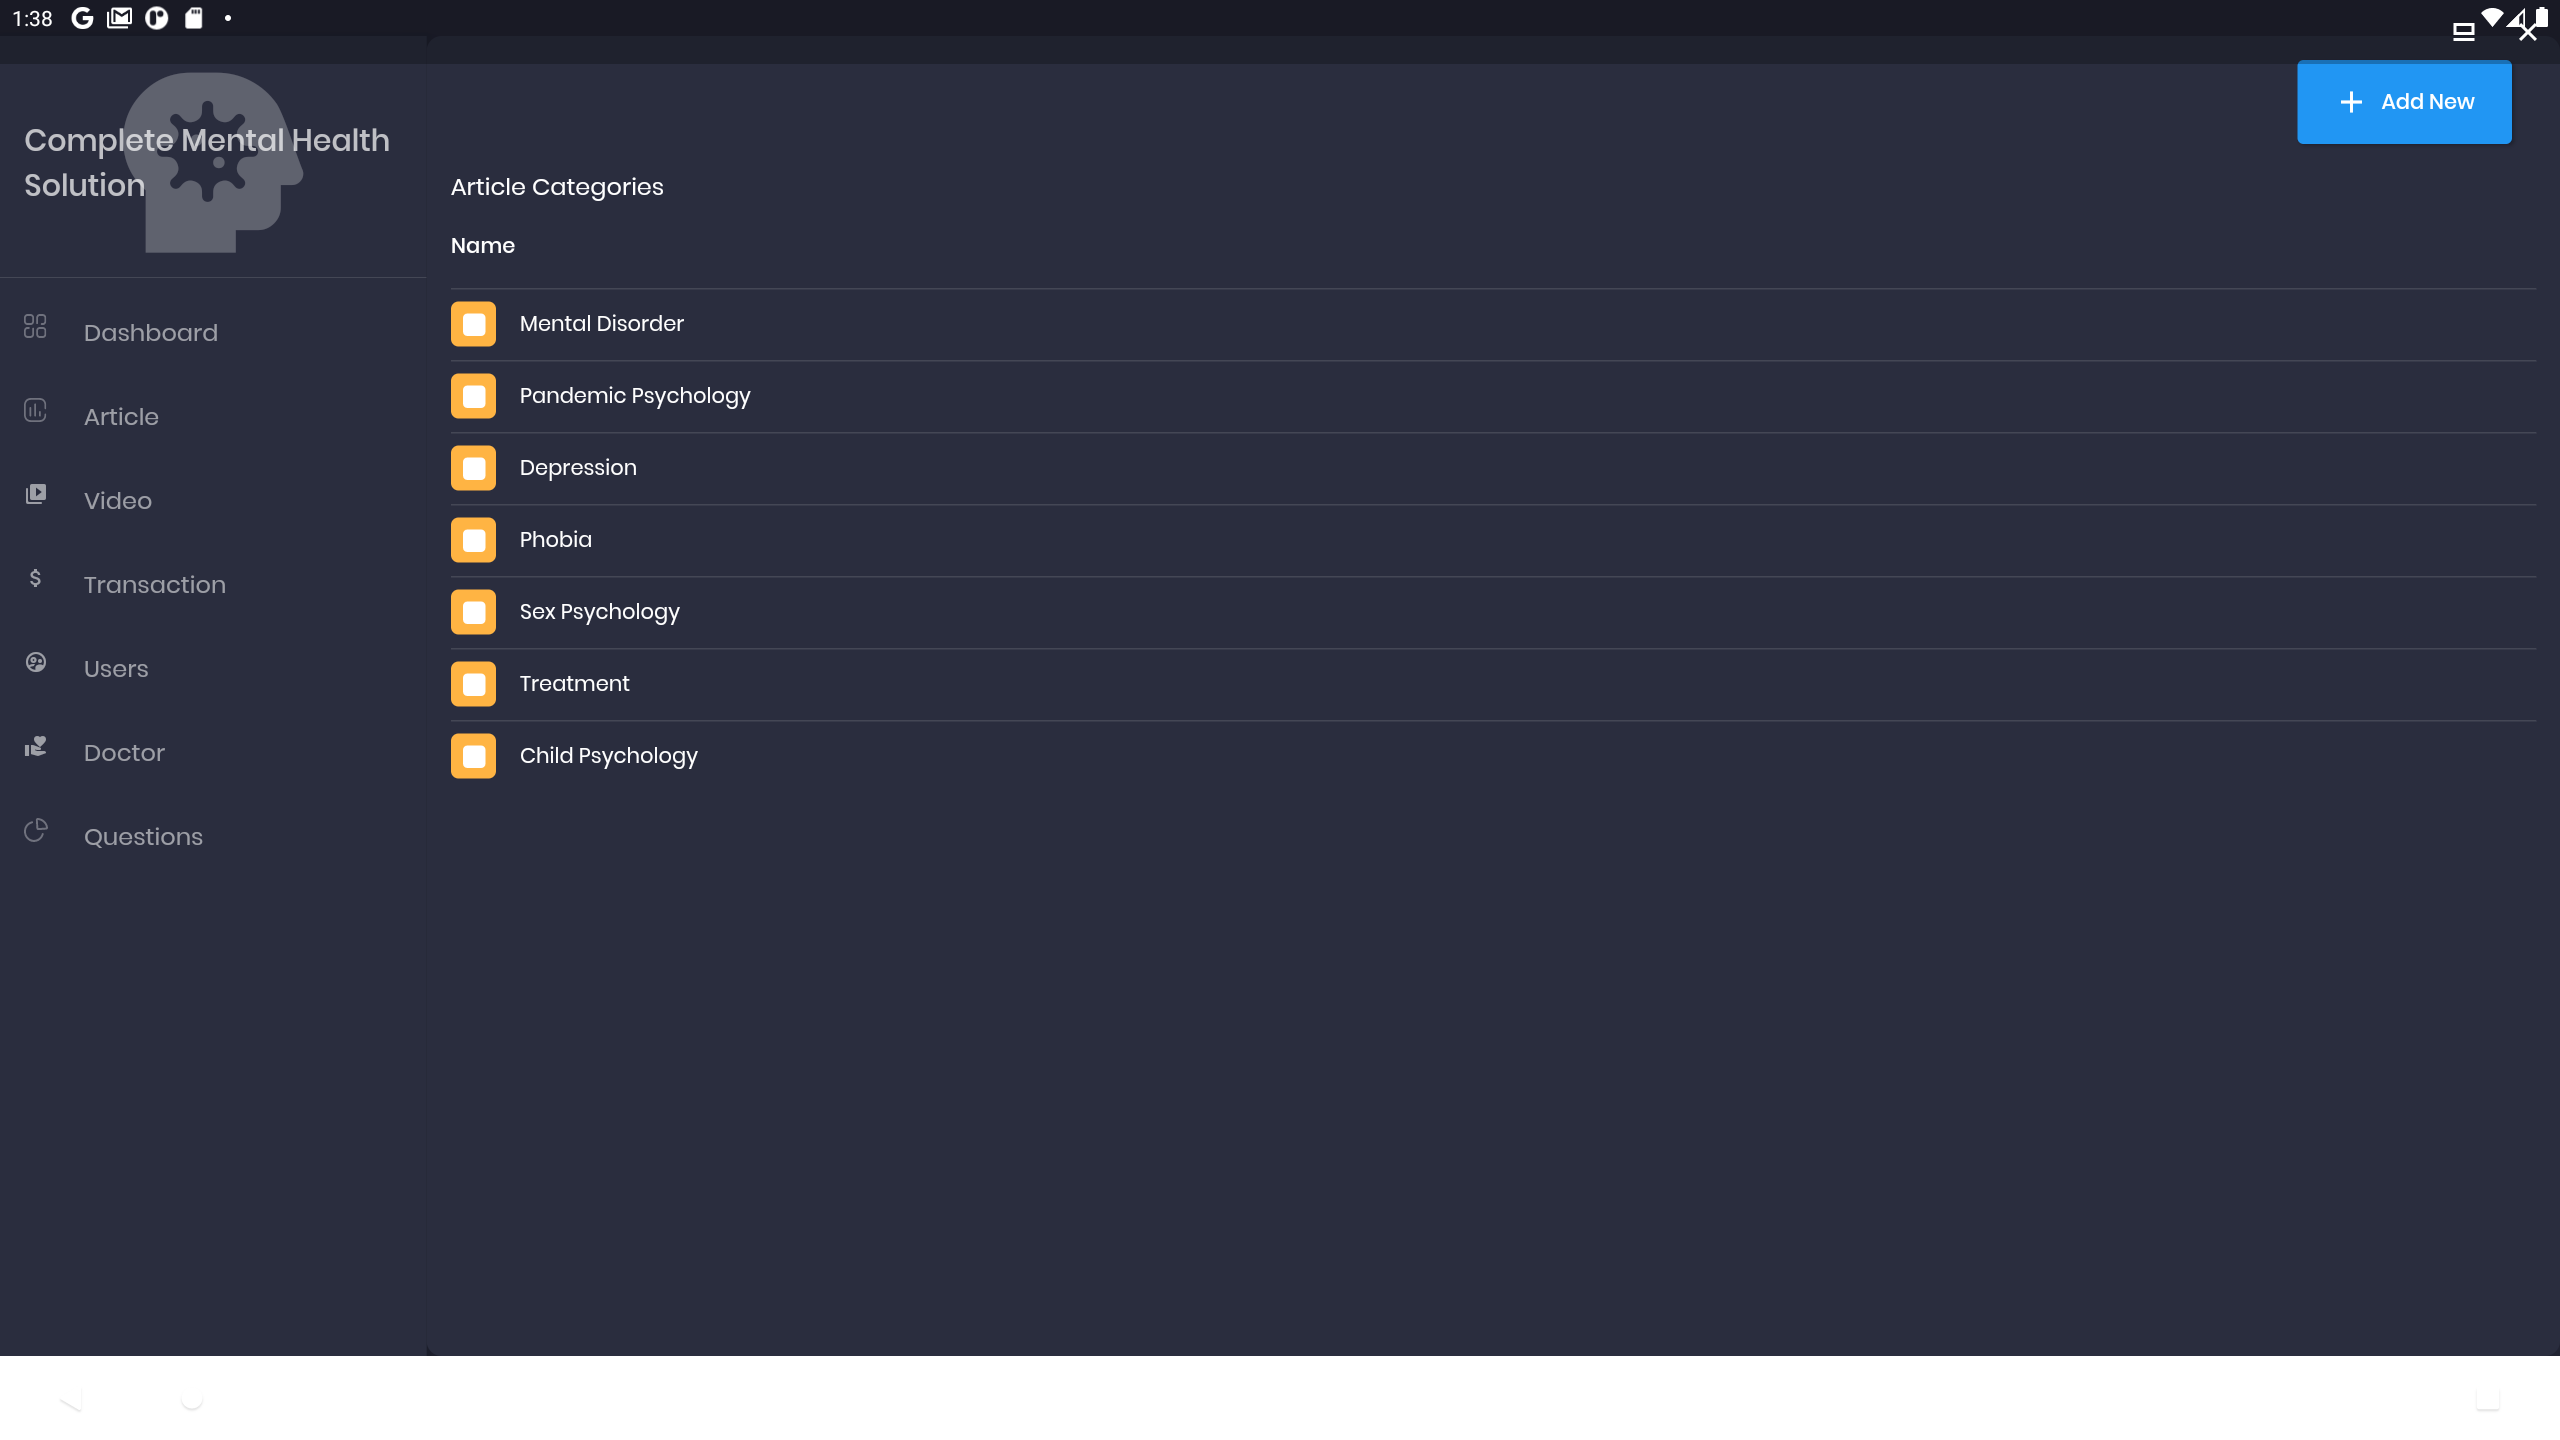 1:38
Complete Mental Health
Solution
Dashboard
Article
Video
Transaction
Users
Doctor
Questions
Add New
Article Categories
Name
Mental Disorder
Pandemic Psychology
Depression
Phobia
Sex Psychology
Treatment
Child Psychology